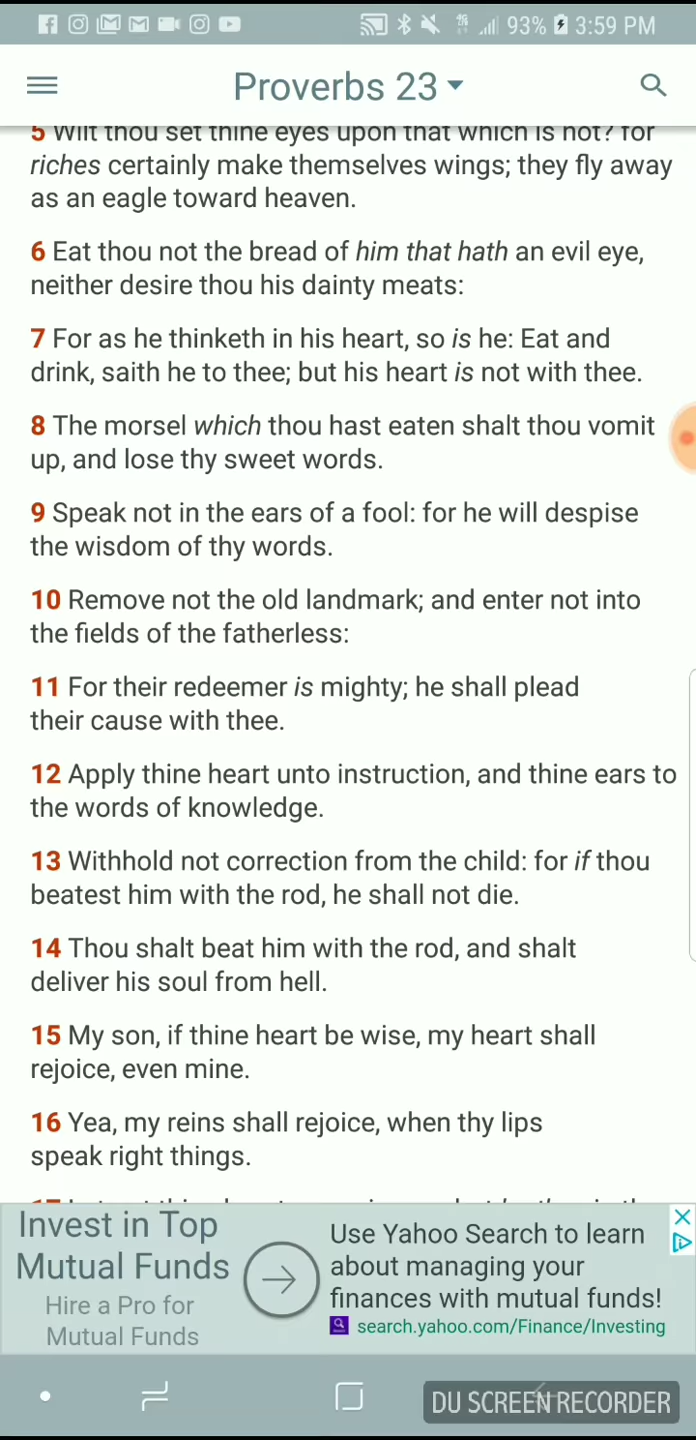 93% 3:59 PM
Proverbs 23
5 Wilt thou set thine eyes upon that which is not? for
riches certainly make themselves wings; they fly away
as an eagle toward heaven.
6 Eat thou not the bread of him that hath an evil eye,
neither desire thou his dainty meats:
7 For as he thinketh in his heart, so is he: Eat and
drink, saith he to thee; but his heart is not with thee.
8 The morsel which thou hast eaten shalt thou vomit
up, and lose thy sweet words.
9 Speak not in the ears of a fool: for he will despise
the wisdom of thy words.
10 Remove not the old landmark; and enter not into
the fields of the fatherless:
11 For their redeemer is mighty; he shall plead
their cause with thee.
12 Apply thine heart unto instruction, and thine ears to
the words of knowledge.
13 Withhold not correction from the child: for if thou
beatest him with the rod, he shall not die.
14 Thou shalt beat him with the rod, and shalt
deliver his soul from hell.
15 My son, if thine heart be wise, my heart shall
rejoice, even mine.
16 Yea, my reins shall rejoice, when thy lips
speak right things.
Invest in Top
Mutual Funds
Hire a Pro for
Mutual Funds
Use Yahoo Search to learn
about managing your
finances with mutual funds!
search.yahoo.com/Finance/Investing
DU SCREEN RECORDER